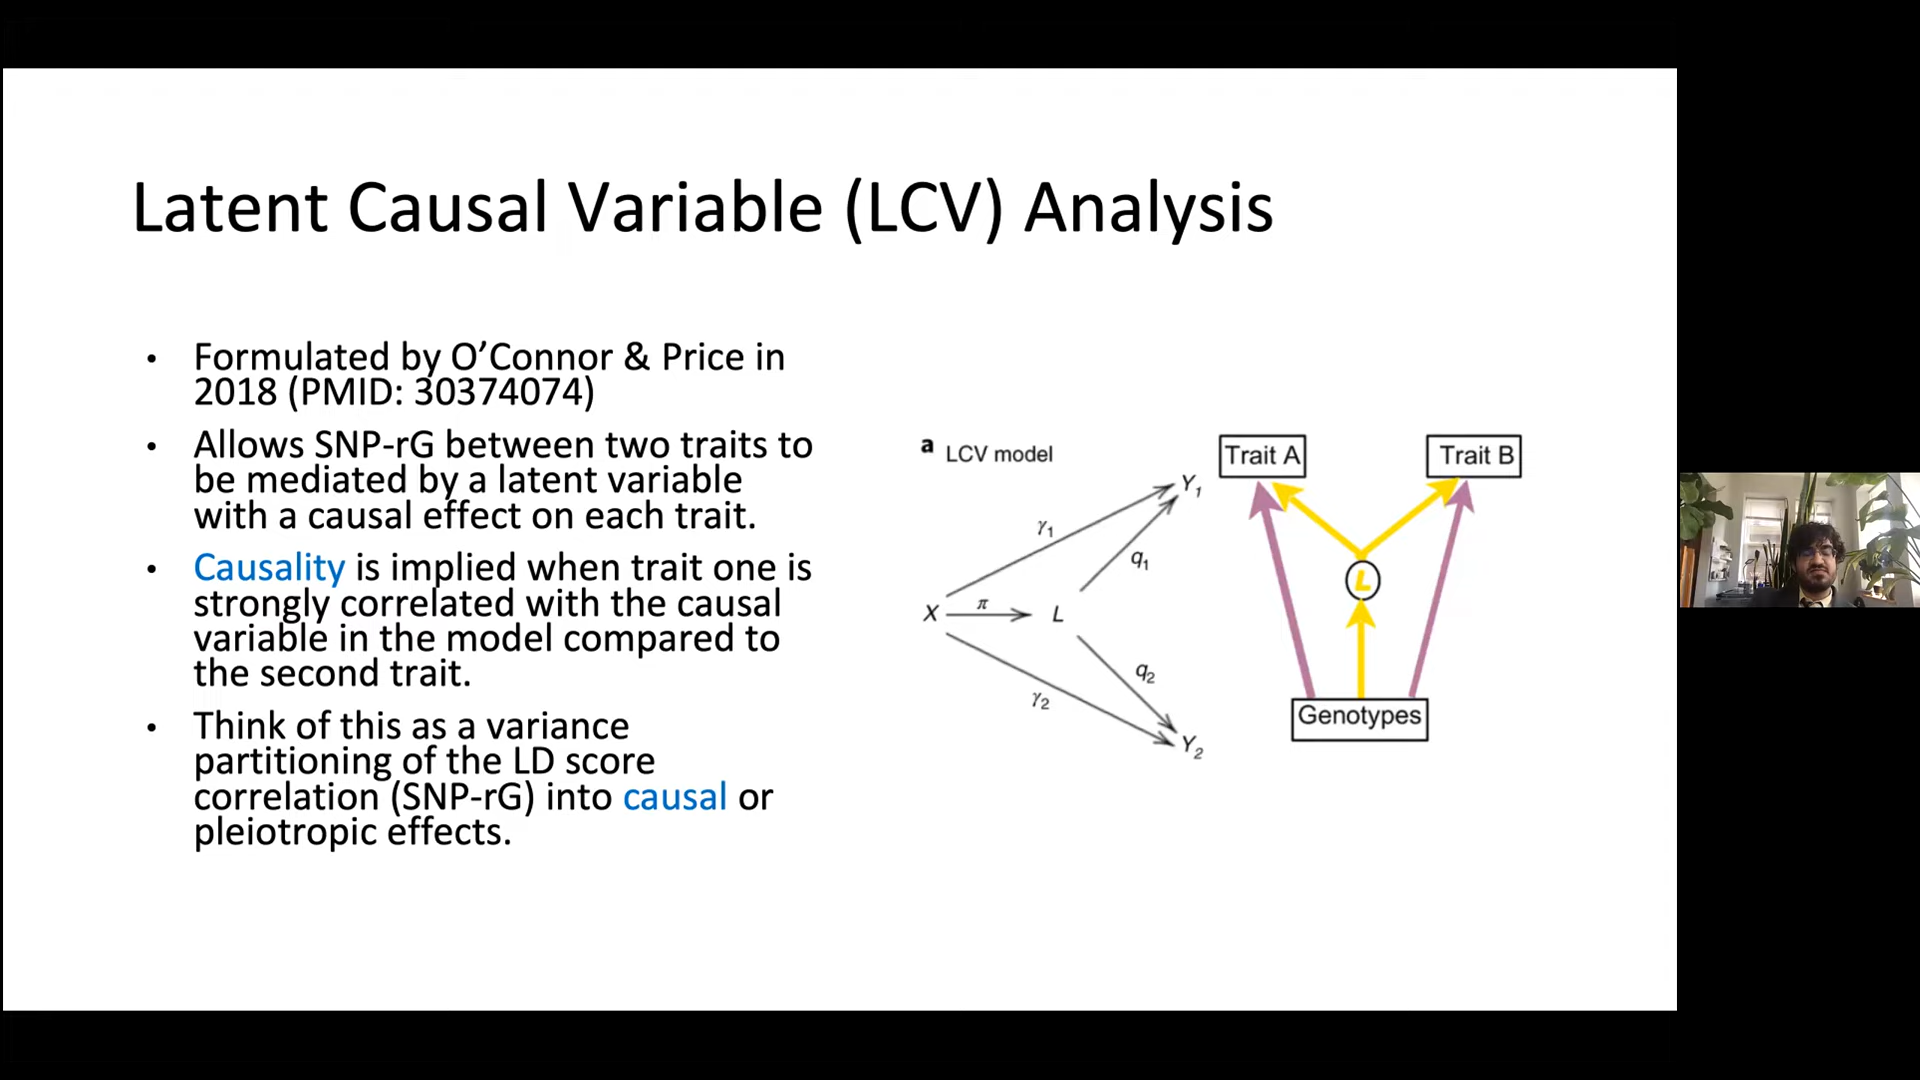 Latent Causal Variable (LCV) Analysis
• Formulated by O’Connor & Price in
2018 (PMID: 30374074)
• Allows SNP-rG between two traits to
be mediated by a latent variable
with a causal effect on each trait.
• Causality is implied when trait one is
strongly correlated with the causal
variable in the model compared to
the second trait.
• Think of this as a variance
partitioning of the LD score
correlation (SNP-rG) into causal or
pleiotropic effects.
a LCV model
Y1
γ1
q1
X
π
L
q2
γ2
Y2
Trait A
Trait B
L
Genotypes